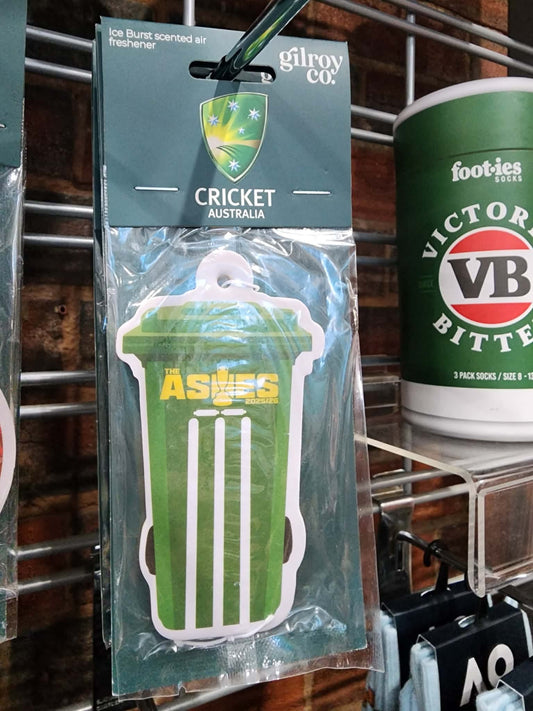 Ice Burst scented air
freshener
gilroy
co.
CRICKET
AUSTRALIA
THE
ASHES
2025/26
foot-ies
SOCKS
VICTORI
VB
BITTE
3 PACK SOCKS / SIZE 8 - 13
AO